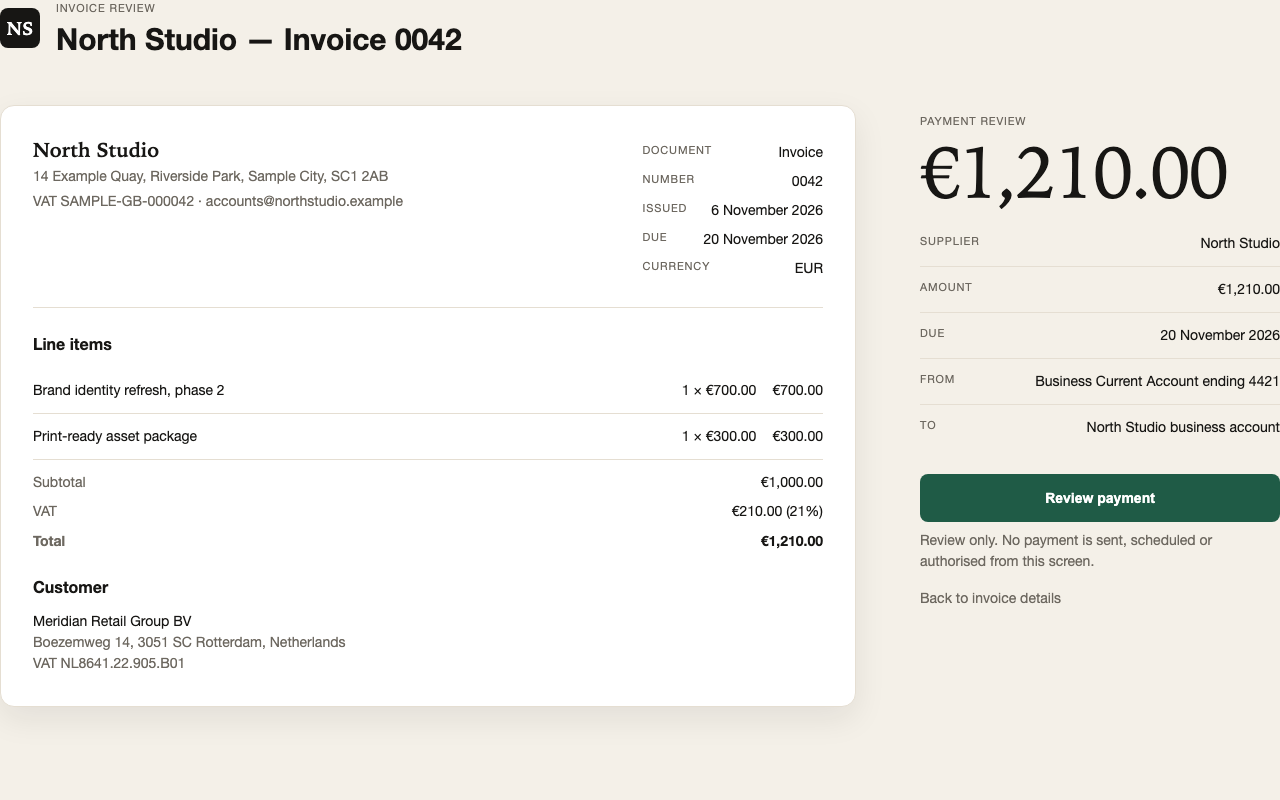 NS
INVOICE REVIEW
North Studio — Invoice 0042
North Studio
14 Example Quay, Riverside Park, Sample City, SC1 2AB
VAT SAMPLE-GB-000042 · accounts@northstudio.example
DOCUMENT Invoice
NUMBER 0042
ISSUED 6 November 2026
DUE 20 November 2026
CURRENCY EUR
Line items
Brand identity refresh, phase 2 1 × €700.00 €700.00
Print-ready asset package 1 × €300.00 €300.00
Subtotal €1,000.00
VAT €210.00 (21%)
Total €1,210.00
Customer
Meridian Retail Group BV
Boezemweg 14, 3051 SC Rotterdam, Netherlands
VAT NL8641.22.905.B01
PAYMENT REVIEW
€1,210.00
SUPPLIER North Studio
AMOUNT €1,210.00
DUE 20 November 2026
FROM Business Current Account ending 4421
TO North Studio business account
Review payment
Review only. No payment is sent, scheduled or
authorised from this screen.
Back to invoice details